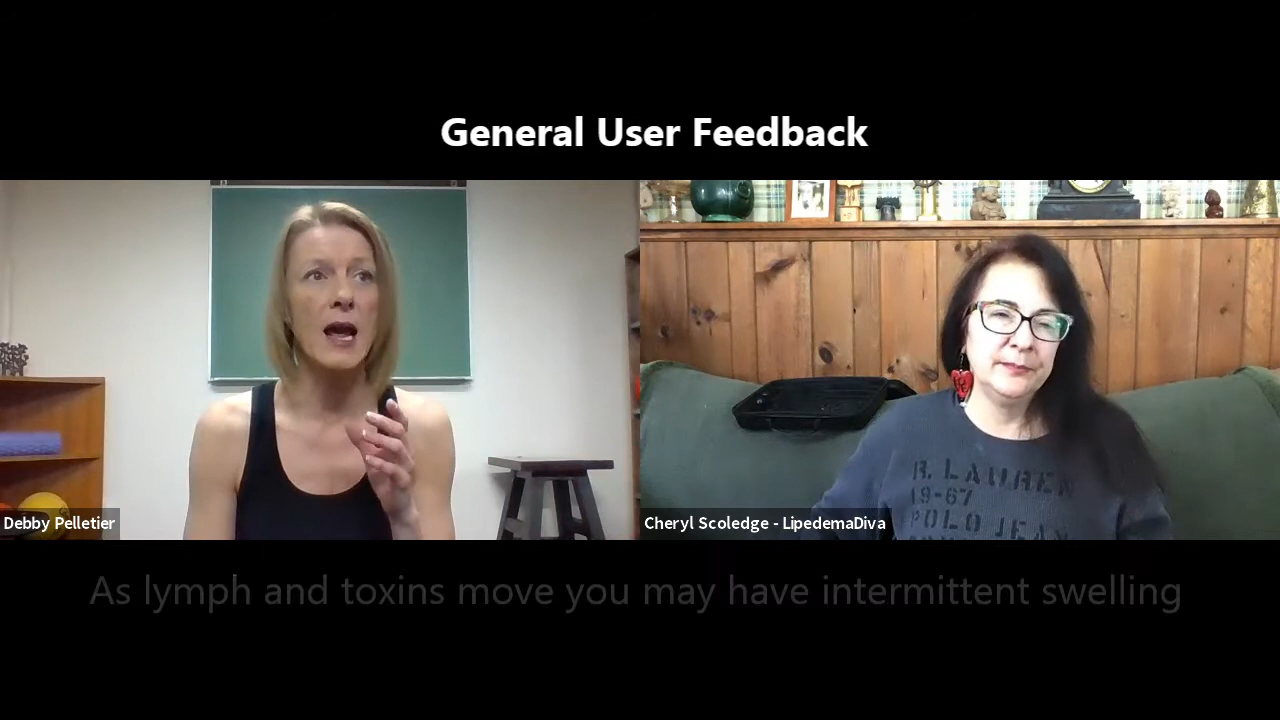 General User Feedback
R. LAUREN
19-67
POLO JEAN
Debby Pelletier
Cheryl Scoledge - LipedemaDiva
As lymph and toxins move you may have intermittent swelling